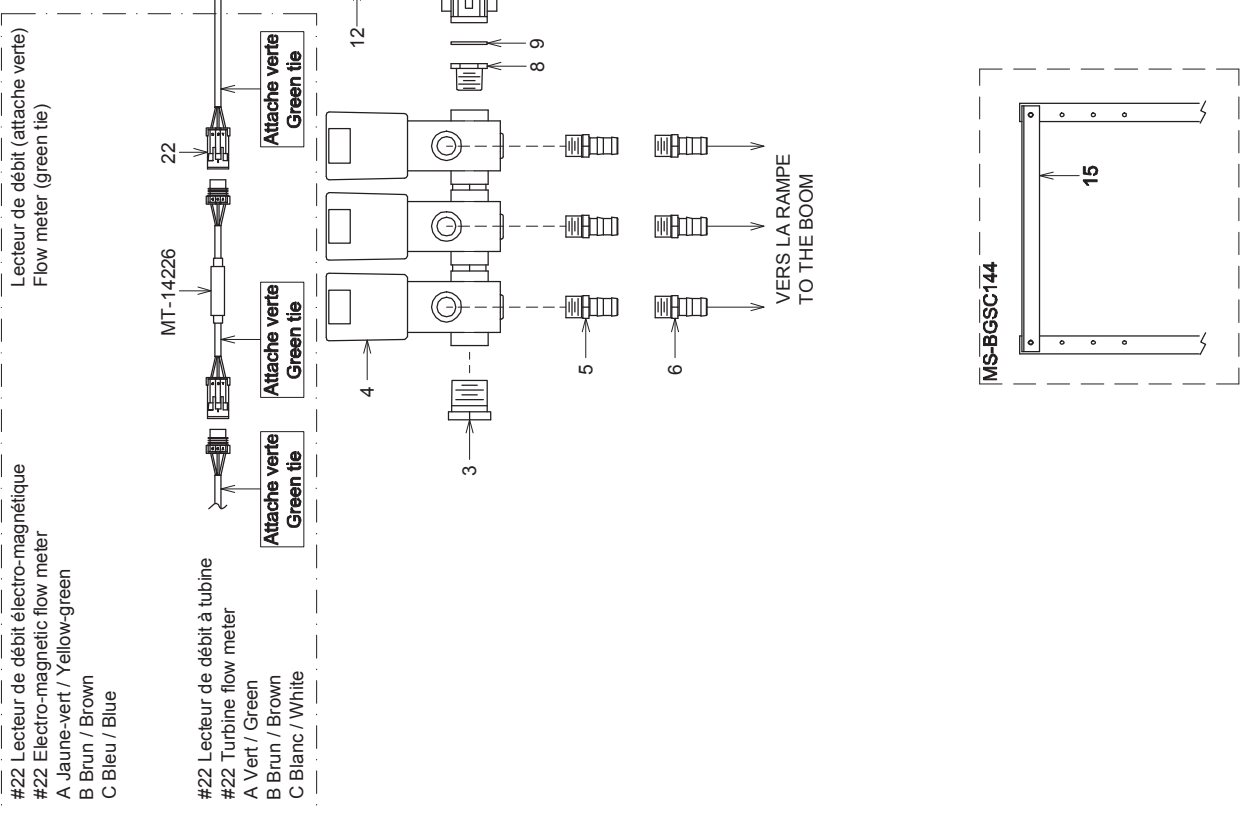 #22 Lecteur de débit électro-magnétique
#22 Electro-magnetic flow meter
A Jaune-vert / Yellow-green
B Brun / Brown
C Bleu / Blue
#22 Lecteur de débit à tubine
#22 Turbine flow meter
A Vert / Green
B Brun / Brown
C Blanc / White
Lecteur de débit (attache verte)
Flow meter (green tie)
Attache verte
Green tie
MT-14226
Attache verte
Green tie
22
Attache verte
Green tie
3
4
5
6
8
9
12
VERS LA RAMPE
TO THE BOOM
MS-BGSC144
15